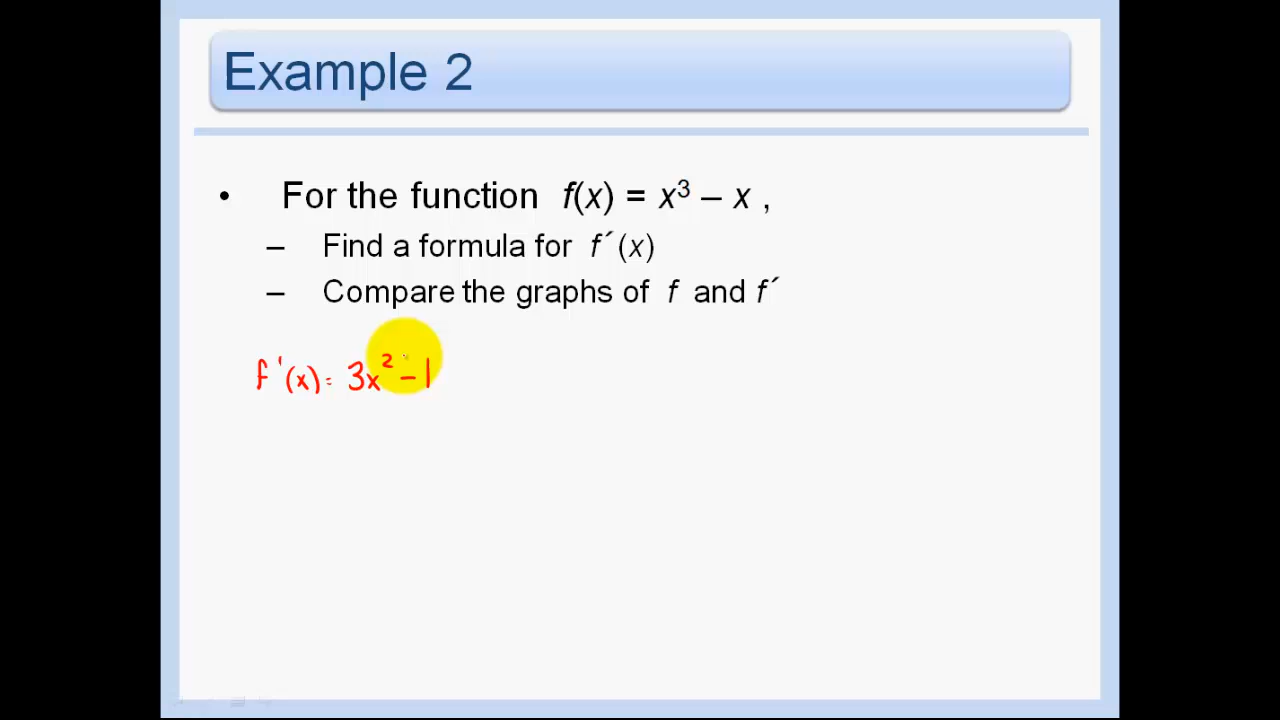 Example 2
• For the function f(x) = x³ – x ,
– Find a formula for f´(x)
– Compare the graphs of f and f´
f'(x) = 3x² – 1